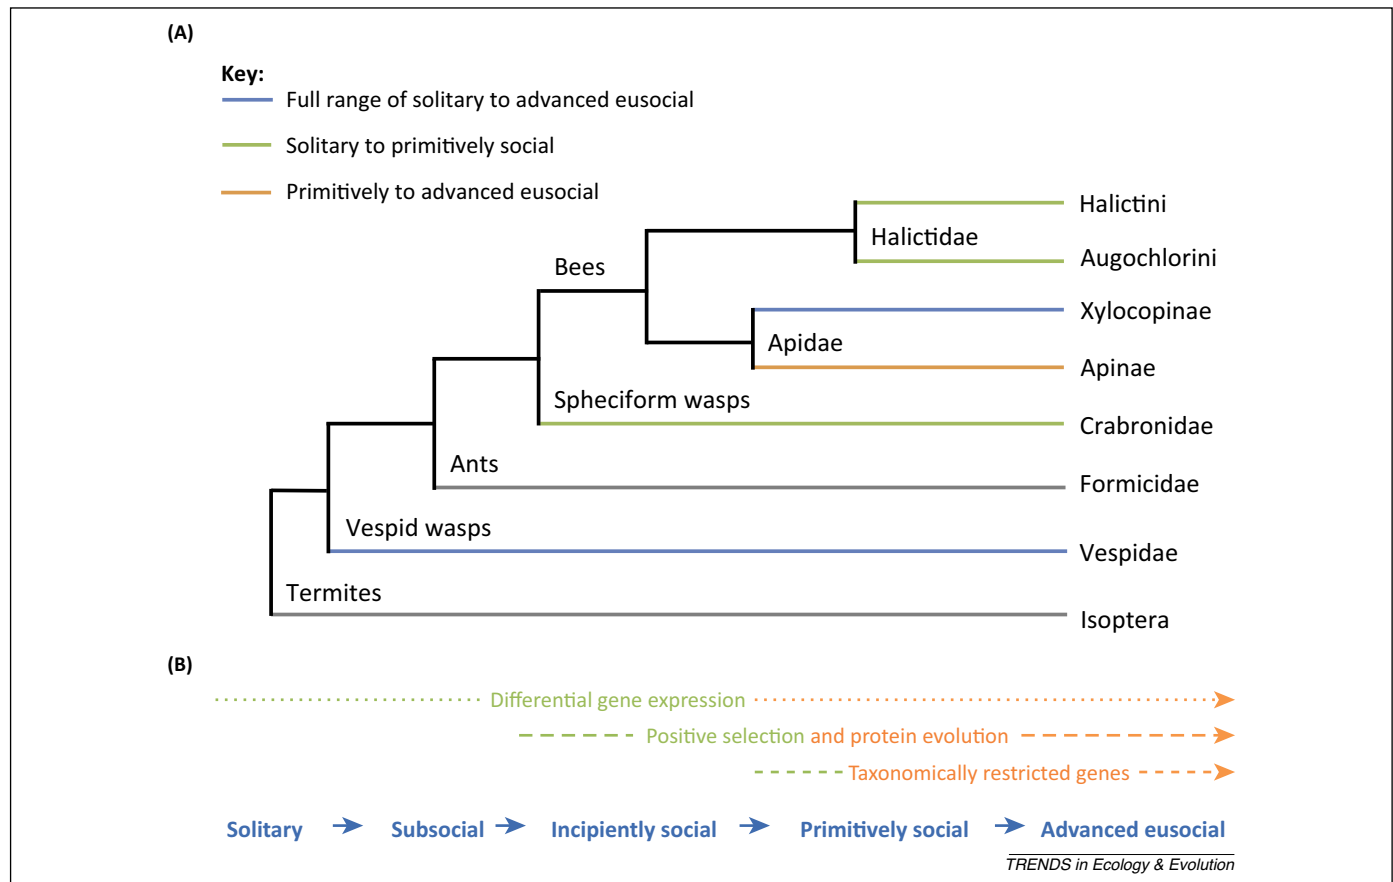 (A)
Key:
Full range of solitary to advanced eusocial
Solitary to primitively social
Primitively to advanced eusocial
Halictini
Halictidae
Augochlorini
Bees
Xylocopinae
Apidae
Apinae
Spheciform wasps
Crabronidae
Ants
Formicidae
Vespid wasps
Vespidae
Termites
Isoptera
(B)
Differential gene expression
Positive selection and protein evolution
Taxonomically restricted genes
Solitary Subsocial Incipiently social Primitively social Advanced eusocial
TRENDS in Ecology & Evolution